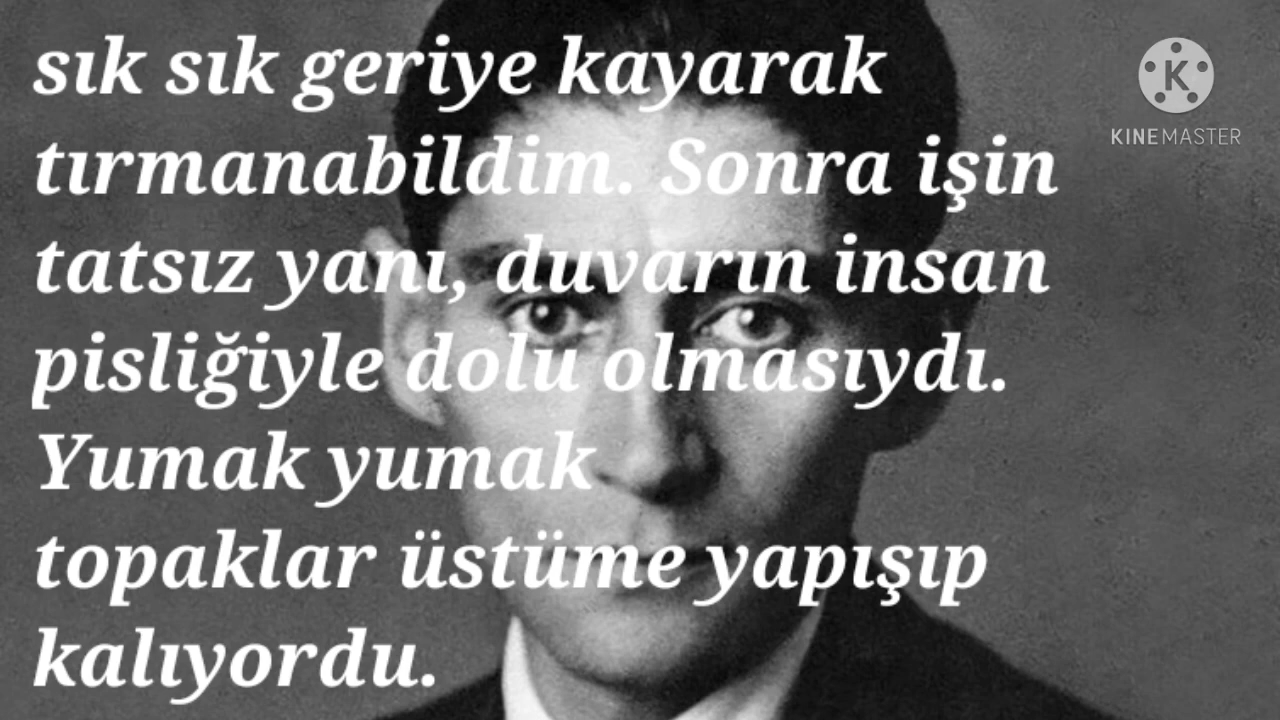 sık sık geriye kayarak
tırmanabildim. Sonra işin
tatsız yanı, duvarın insan
pisliğiyle dolu olmasıydı.
Yumak yumak
topaklar üstüme yapışıp
kalıyordu.
K
KINEMASTER